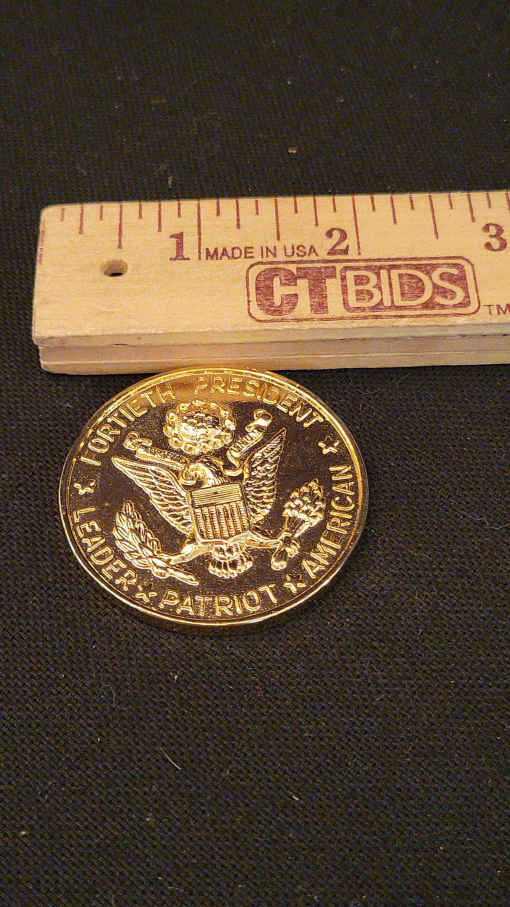 1 MADE IN USA 2 3
CTBIDS TM
FORTIETH PRESIDENT
LEADER PATRIOT AMERICAN